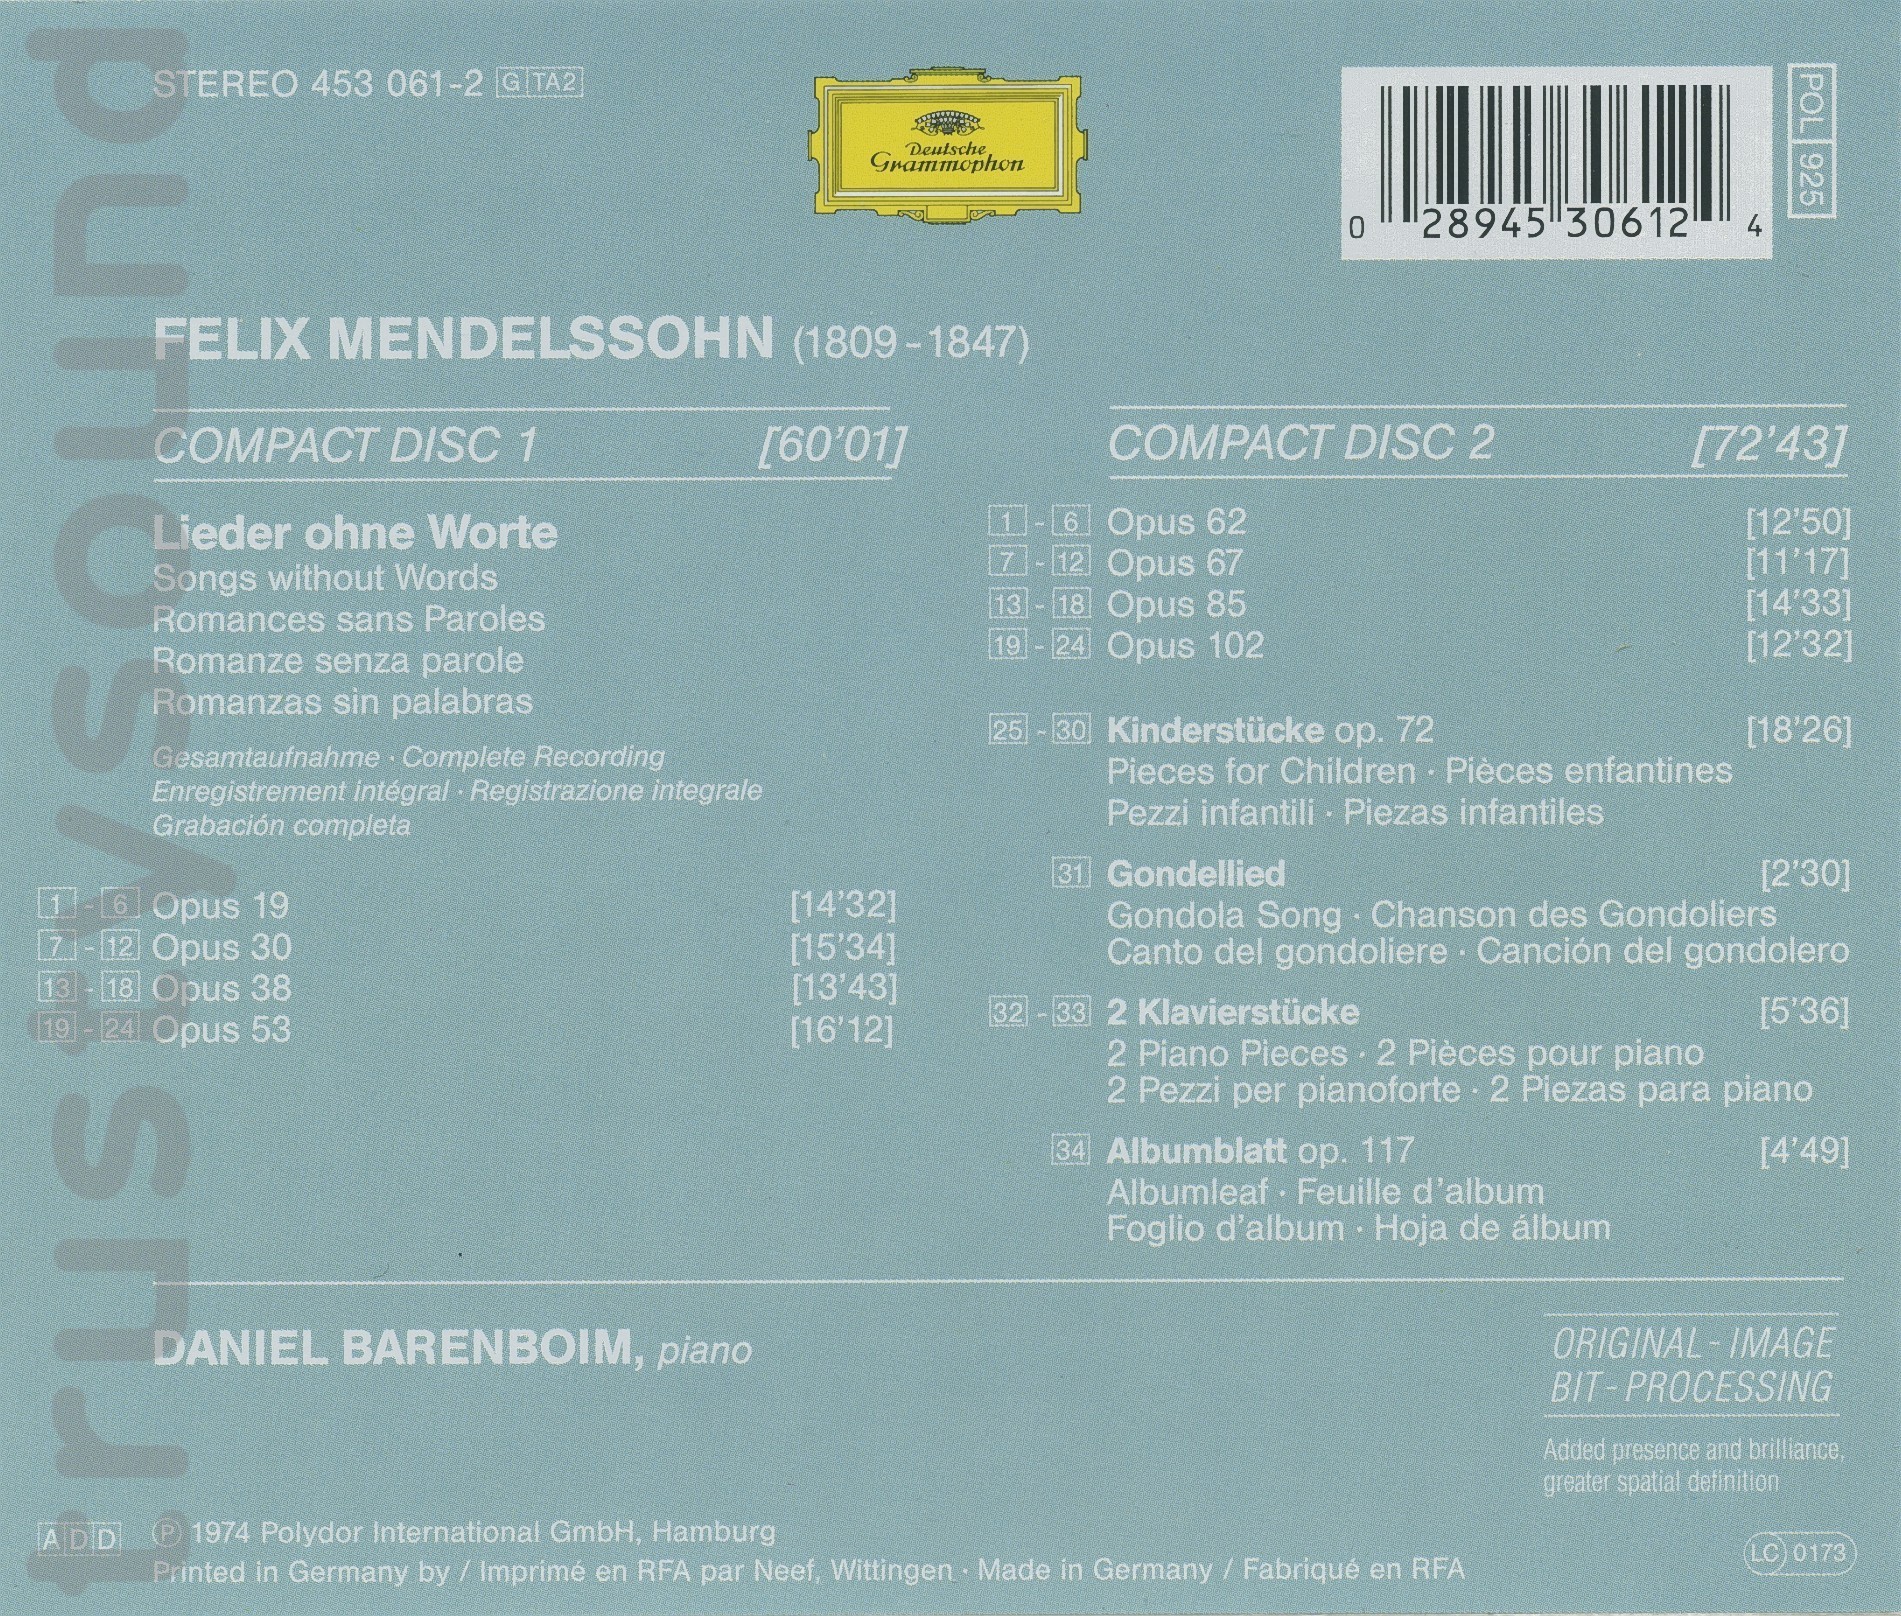 STEREO 453 061-2 G TA2
Deutsche
Grammophon
0 28945 30612 4
POL 925
FELIX MENDELSSOHN (1809-1847)
COMPACT DISC 1 [60'01]
Lieder ohne Worte
Songs without Words
Romances sans Paroles
Romanze senza parole
Romanzas sin palabras
Gesamtaufnahme · Complete Recording
Enregistrement intégral · Registrazione integrale
Grabación completa
1 - 6 Opus 19 [14'32]
7 - 12 Opus 30 [15'34]
13 - 18 Opus 38 [13'43]
19 - 24 Opus 53 [16'12]
COMPACT DISC 2 [72'43]
1 - 6 Opus 62 [12'50]
7 - 12 Opus 67 [11'17]
13 - 18 Opus 85 [14'33]
19 - 24 Opus 102 [12'32]
25 - 30 Kinderstücke op. 72 [18'26]
Pieces for Children · Pièces enfantines
Pezzi infantili · Piezas infantiles
31 Gondellied [2'30]
Gondola Song · Chanson des Gondoliers
Canto del gondoliere · Canción del gondolero
32 - 33 2 Klavierstücke [5'36]
2 Piano Pieces · 2 Pièces pour piano
2 Pezzi per pianoforte · 2 Piezas para piano
34 Albumblatt op. 117 [4'49]
Albumleaf · Feuille d'album
Foglio d'album · Hoja de álbum
DANIEL BARENBOIM, piano
ORIGINAL-IMAGE
BIT-PROCESSING
Added presence and brilliance,
greater spatial definition
ADD ℗ 1974 Polydor International GmbH, Hamburg
Printed in Germany by / Imprimé en RFA par Neef, Wittingen · Made in Germany / Fabriqué en RFA
LC 0173
trustysound